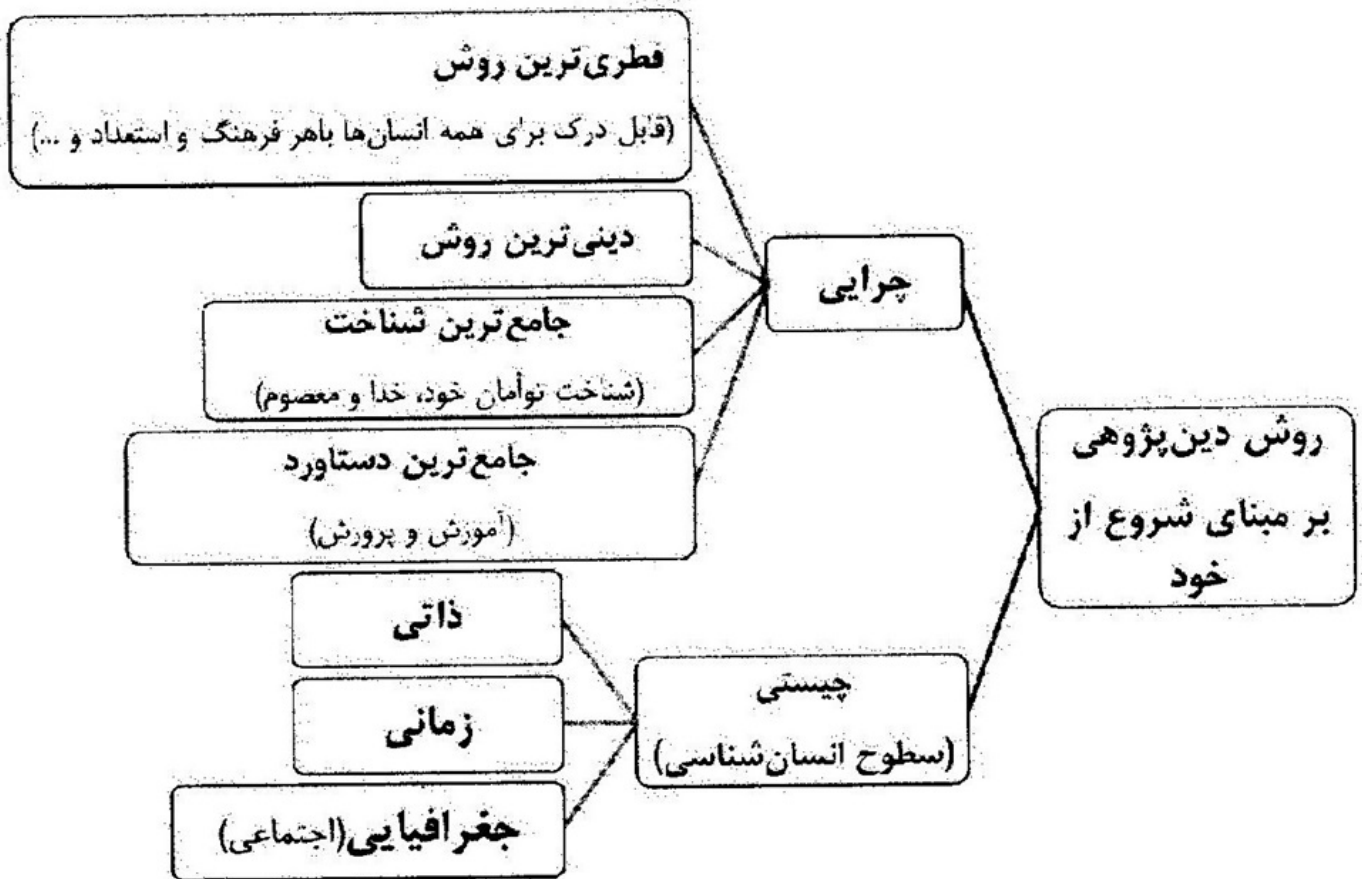 روش دین‌پژوهی
بر مبنای شروع از
خود
چرایی
فطری‌ترین روش
(قابل درک برای همه انسان‌ها باهر فرهنگ و استعداد و ...)
دینی‌ترین روش
جامع‌ترین شناخت
(شناخت توأمان خود، خدا و معصوم)
جامع‌ترین دستاورد
(آموزش و پرورش)
چیستی
(سطوح انسان‌شناسی)
ذاتی
زمانی
جغرافیایی(اجتماعی)